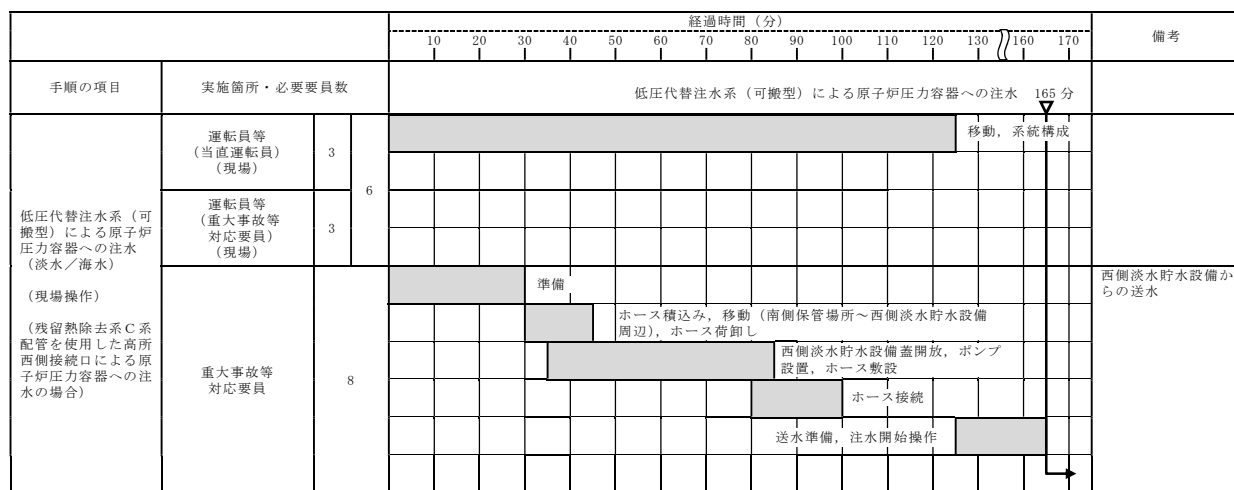 経過時間（分）
備考
10 20 30 40 50 60 70 80 90 100 110 120 130 160 170
手順の項目
実施箇所・必要要員数
低圧代替注水系（可搬型）による原子炉圧力容器への注水 165 分
低圧代替注水系（可
搬型）による原子炉
圧力容器への注水
（淡水／海水）
（現場操作）
（残留熱除去系Ｃ系
配管を使用した高所
西側接続口による原
子炉圧力容器への注
水の場合）
運転員等
（当直運転員）
（現場）
3
運転員等
（重大事故等
対応要員）
（現場）
3
6
移動，系統構成
重大事故等
対応要員
8
準備
ホース積込み，移動（南側保管場所～西側淡水貯水設備
周辺），ホース荷卸し
西側淡水貯水設備蓋開放，ポンプ
設置，ホース敷設
ホース接続
送水準備，注水開始操作
西側淡水貯水設備か
らの送水